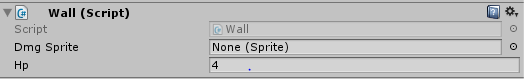 Wall (Script)
Script Wall
Dmg Sprite None (Sprite)
Hp 4